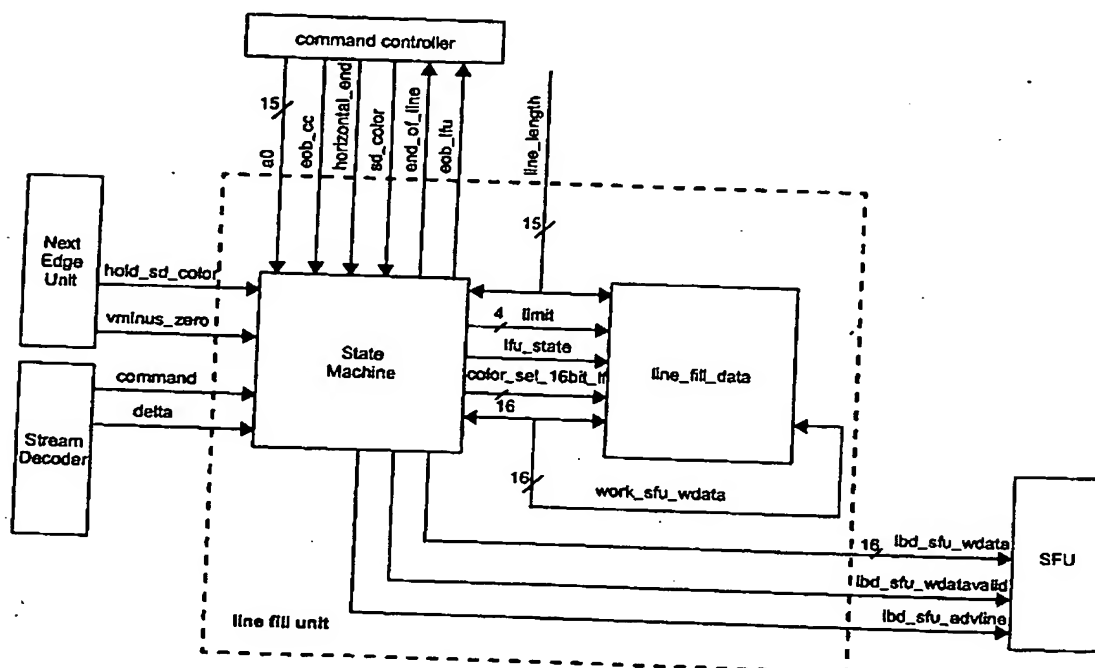 command controller
15
a0
eob_cc
horizontal_end
sd_color
end_of_line
eob_lfu
line_length
15
Next
Edge
Unit
hold_sd_color
vminus_zero
Stream
Decoder
command
delta
State
Machine
4 limit
lfu_state
color_sel_16bit_lf
16
line_fill_data
16
work_sfu_wdata
16 lbd_sfu_wdata
lbd_sfu_wdatavalid
lbd_sfu_advline
SFU
line fill unit